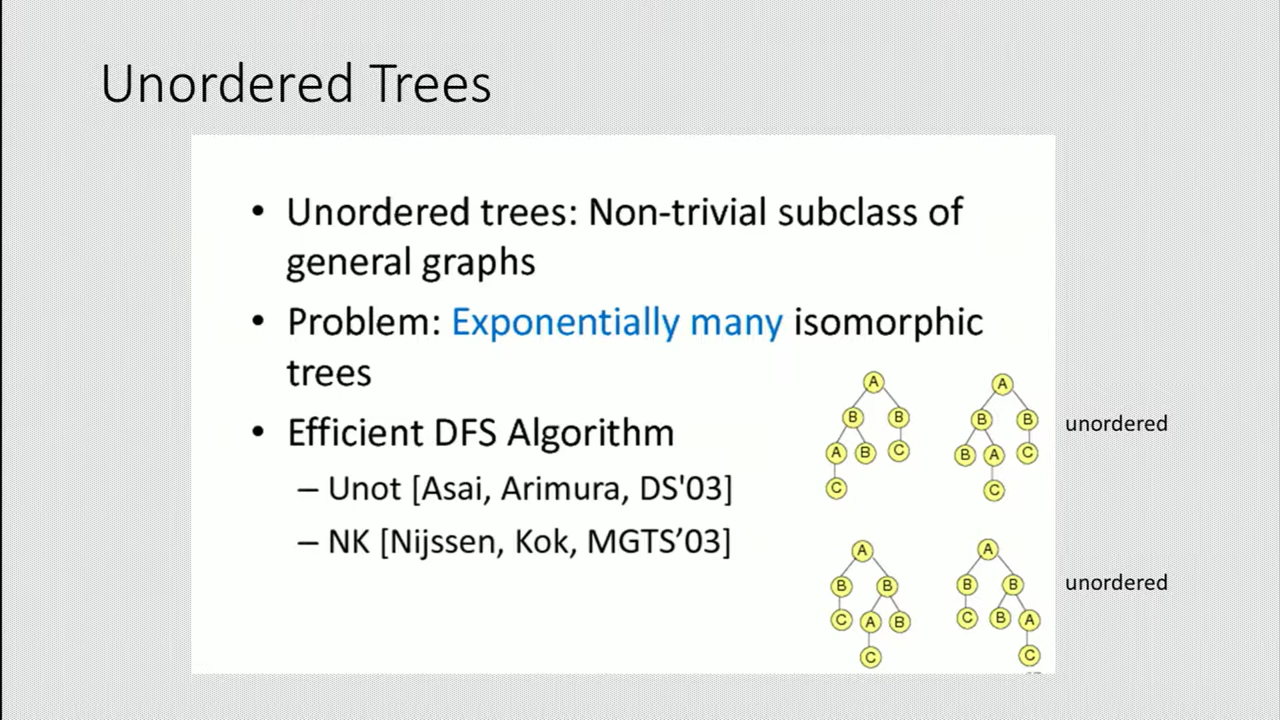 Unordered Trees
• Unordered trees: Non-trivial subclass of
general graphs
• Problem: Exponentially many isomorphic
trees
• Efficient DFS Algorithm
– Unot [Asai, Arimura, DS'03]
– NK [Nijssen, Kok, MGTS’03]
A A
B B B B
A B C B A C
C C
unordered
A A
B B B B
C A B C B A
C C
unordered